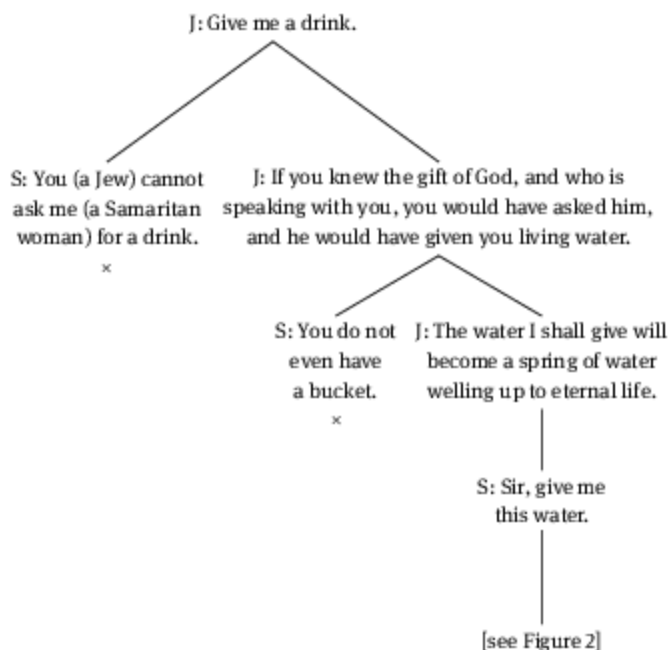 J: Give me a drink.
S: You (a Jew) cannot
ask me (a Samaritan
woman) for a drink.
×
J: If you knew the gift of God, and who is
speaking with you, you would have asked him,
and he would have given you living water.
S: You do not
even have
a bucket.
×
J: The water I shall give will
become a spring of water
welling up to eternal life.
S: Sir, give me
this water.
[see Figure 2]